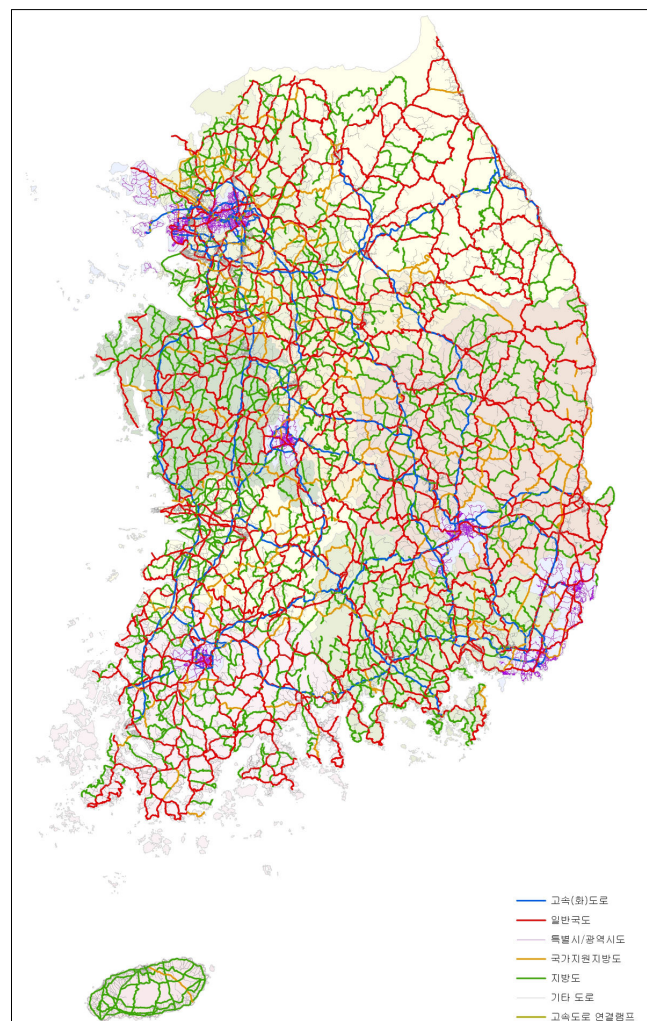 고속(화)도로
일반국도
특별시/광역시도
국가지원지방도
지방도
기타 도로
고속도로 연결램프